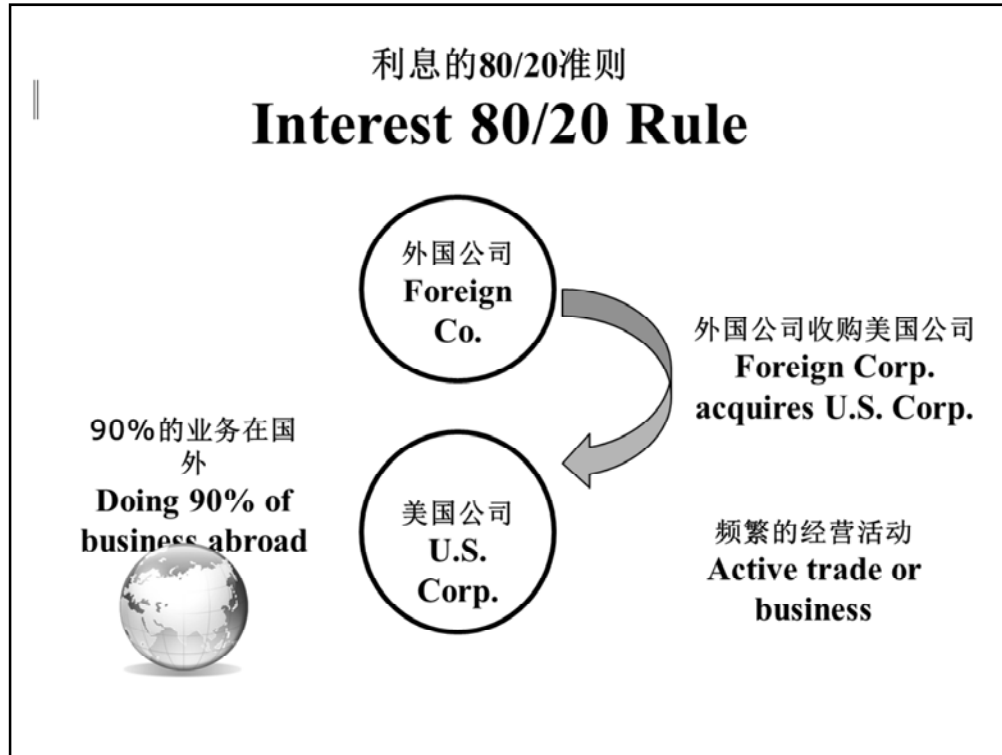 利息的80/20准则
Interest 80/20 Rule
外国公司
Foreign
Co.
外国公司收购美国公司
Foreign Corp.
acquires U.S. Corp.
90%的业务在国
外
Doing 90% of
business abroad
美国公司
U.S.
Corp.
频繁的经营活动
Active trade or
business